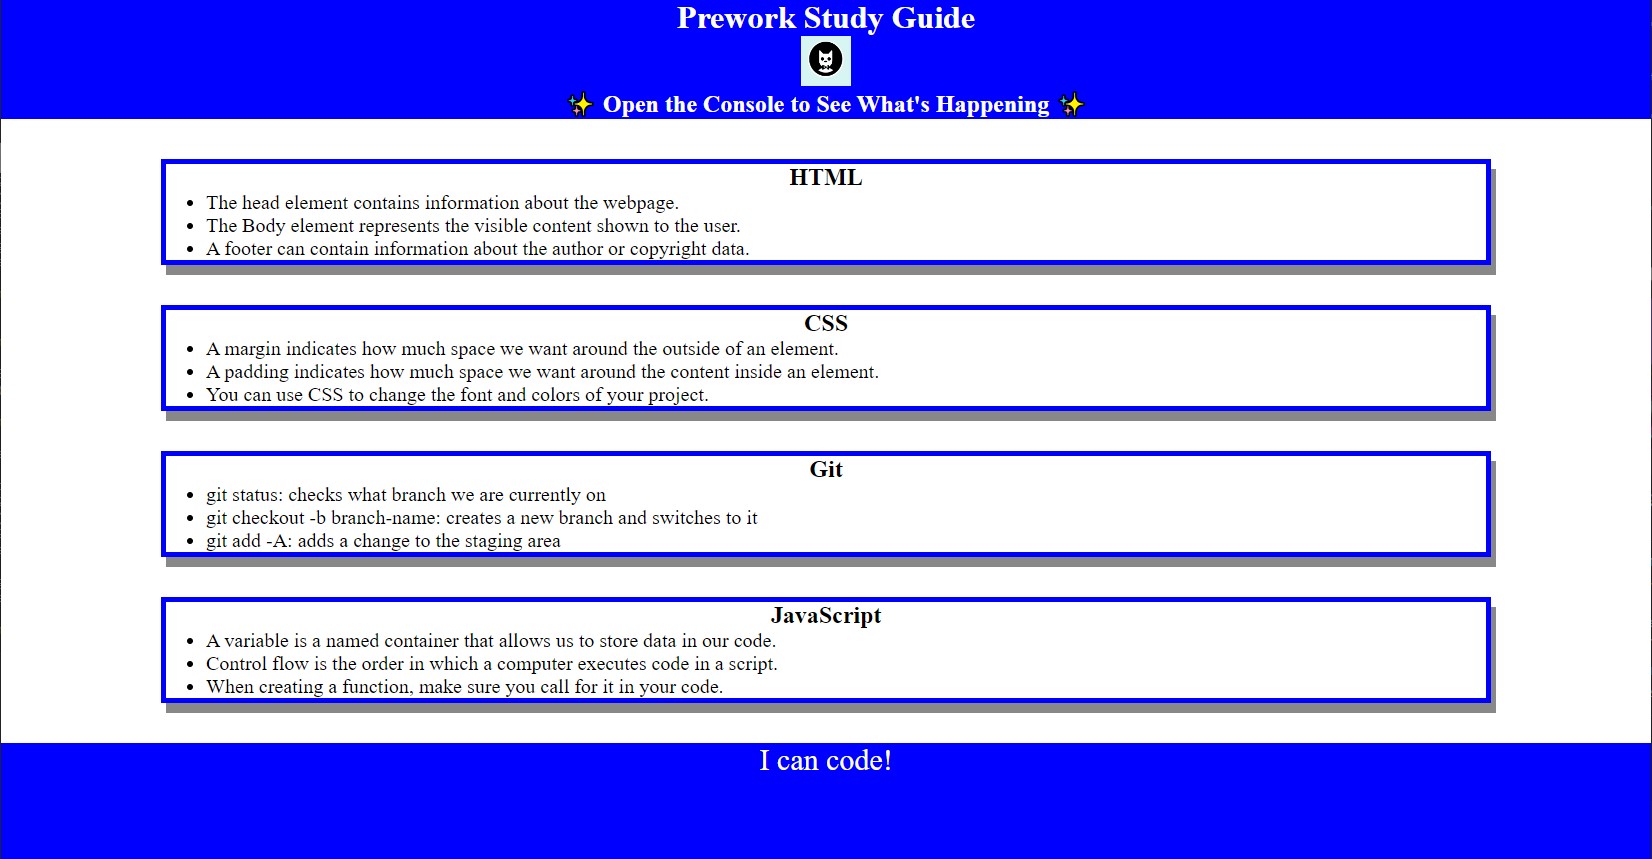 Prework Study Guide
✨ Open the Console to See What's Happening ✨
HTML
• The head element contains information about the webpage.
• The Body element represents the visible content shown to the user.
• A footer can contain information about the author or copyright data.
CSS
• A margin indicates how much space we want around the outside of an element.
• A padding indicates how much space we want around the content inside an element.
• You can use CSS to change the font and colors of your project.
Git
• git status: checks what branch we are currently on
• git checkout -b branch-name: creates a new branch and switches to it
• git add -A: adds a change to the staging area
JavaScript
• A variable is a named container that allows us to store data in our code.
• Control flow is the order in which a computer executes code in a script.
• When creating a function, make sure you call for it in your code.
I can code!